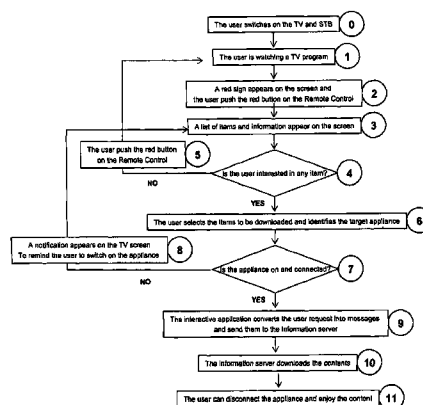 The user switches on the TV and STB
0
The user is watching a TV program
1
A red sign appears on the screen and
the user push the red button on the Remote Control
2
A list of items and information appear on the screen
3
The user push the red button
on the Remote Control
5
Is the user interested in any item?
4
NO
YES
The user selects the items to be downloaded and identifies the target appliance
6
A notification appears on the TV screen
To remind the user to switch on the appliance
8
Is the appliance on and connected?
7
NO
YES
The interactive application converts the user request into messages
and send them to the Information server
9
The information server downloads the contents
10
The user can disconnect the appliance and enjoy the content
11